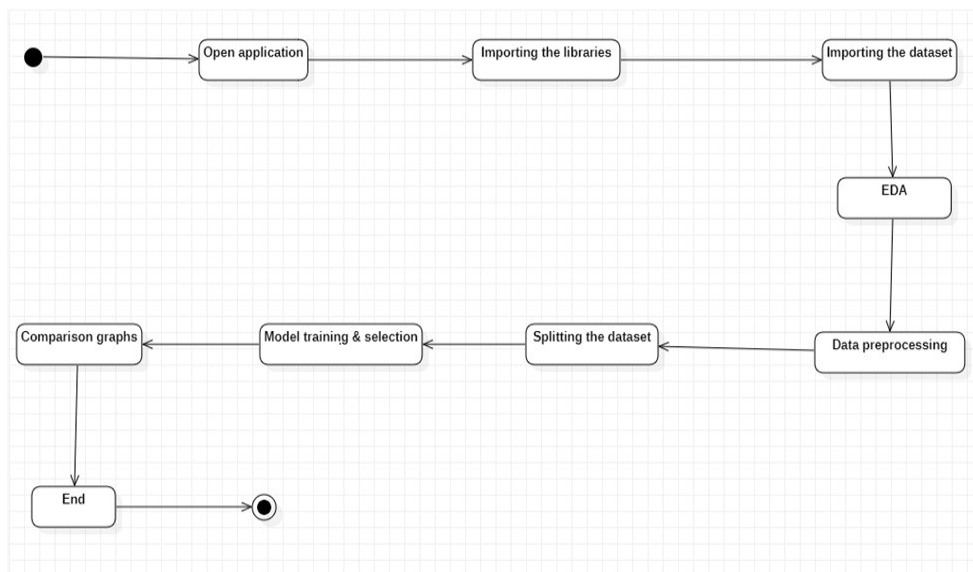 Open application
Importing the libraries
Importing the dataset
EDA
Data preprocessing
Splitting the dataset
Model training & selection
Comparison graphs
End